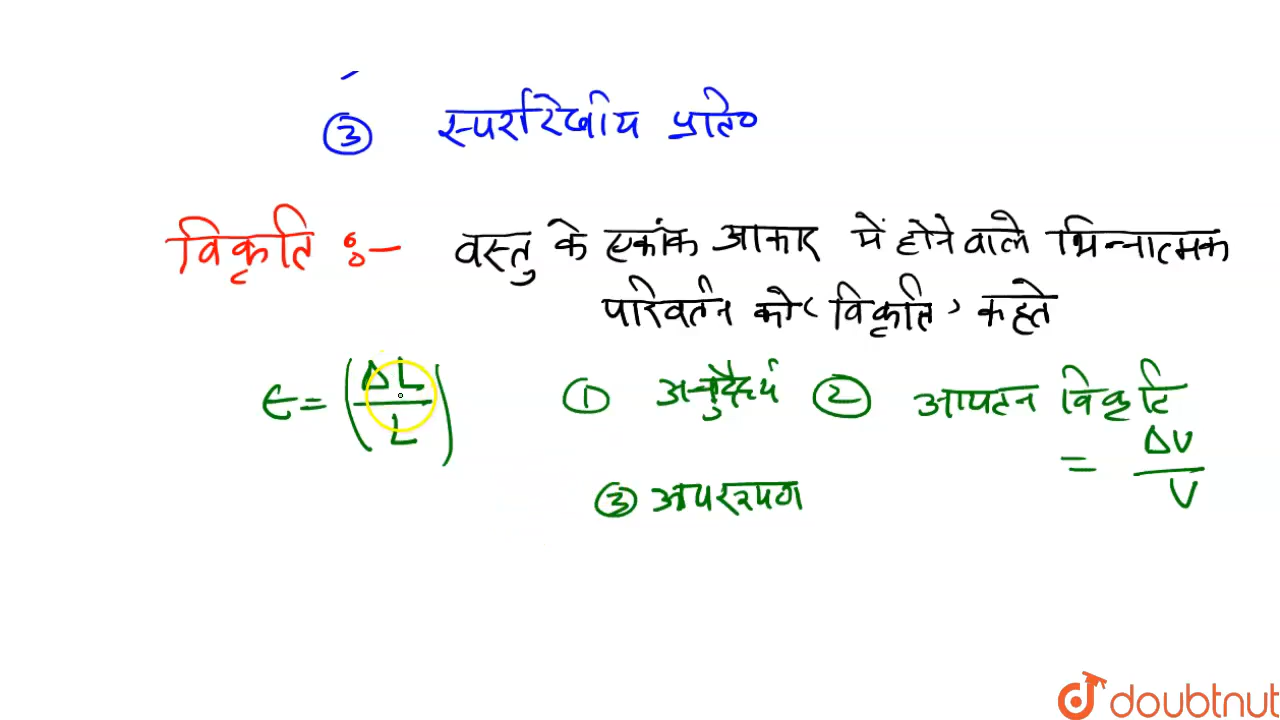 ③ स्पर्शरेखीय प्रति०
विकृति :- वस्तु के एकांक आकार में होने वाले भिन्नात्मक
परिवर्तन को 'विकृति' कहते
ε = (ΔL/L) ① अनुदैर्ध्य ② आयतन विकृति
= ΔV/V
③ अपरूपण
doubtnut